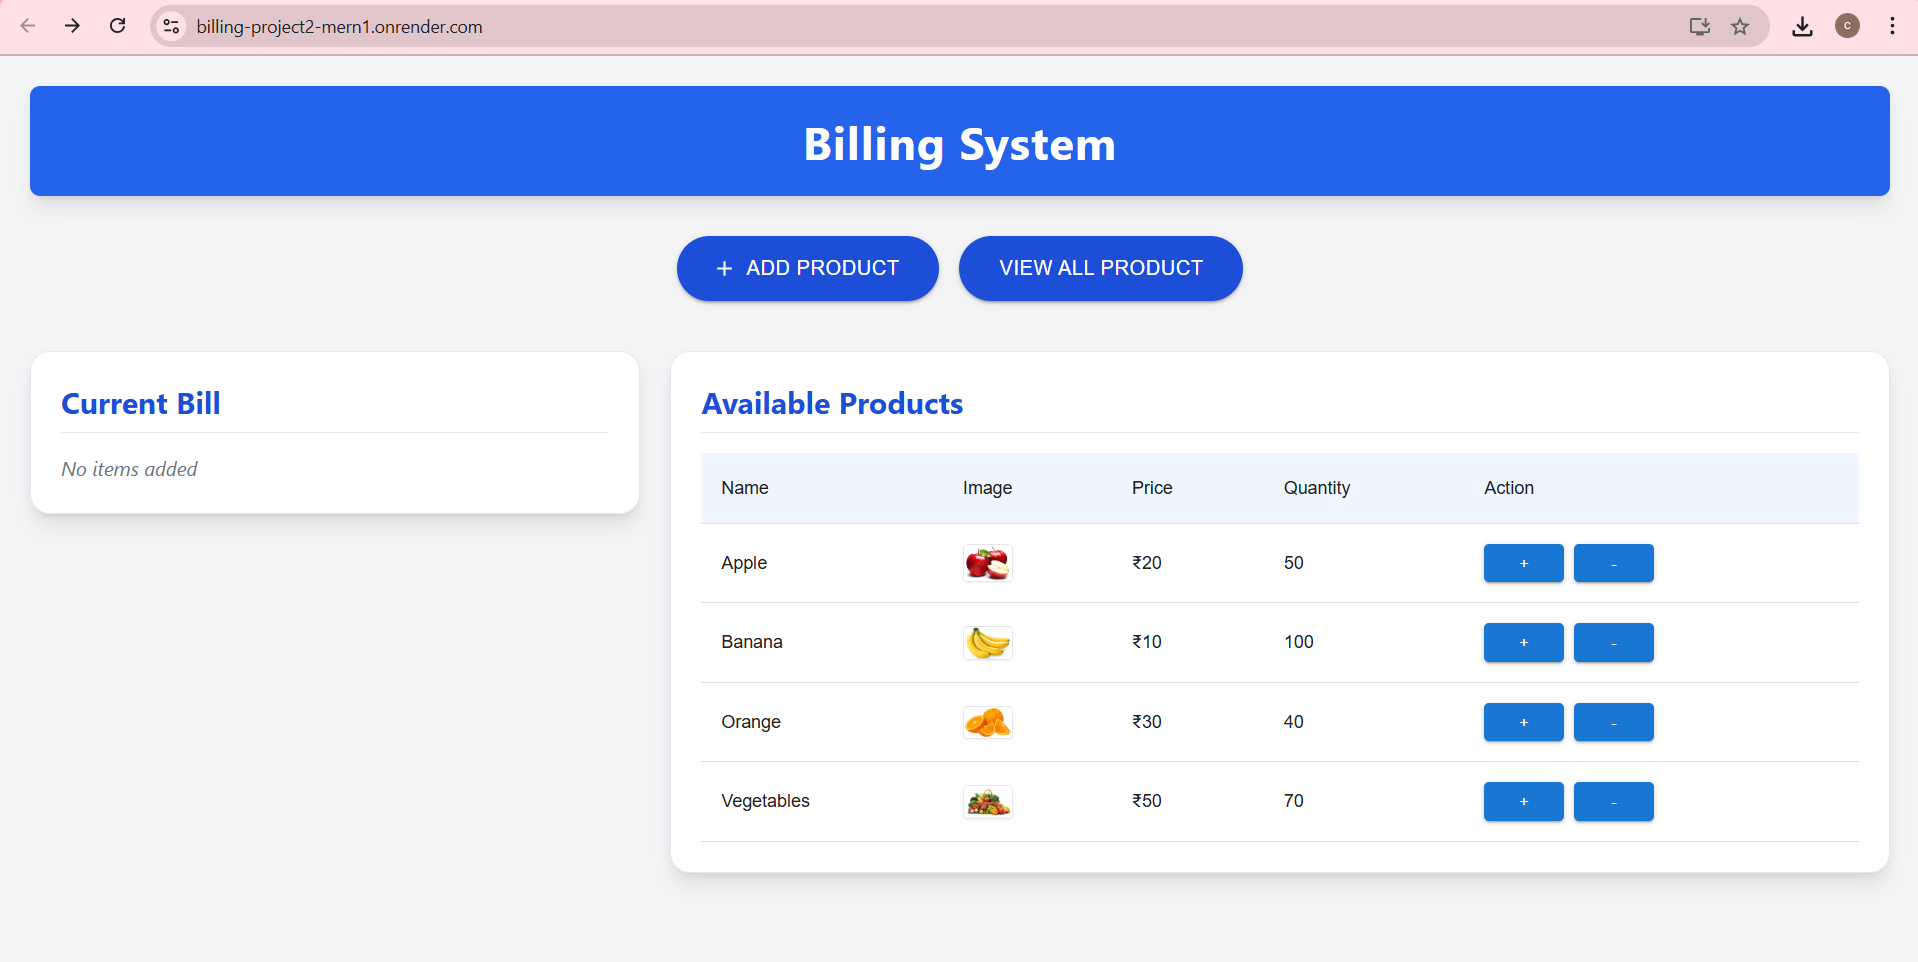 billing-project2-mern1.onrender.com
C
Billing System
+ ADD PRODUCT VIEW ALL PRODUCT
Current Bill
No items added
Available Products
Name Image Price Quantity Action
Apple ₹20 50 + -
Banana ₹10 100 + -
Orange ₹30 40 + -
Vegetables ₹50 70 + -